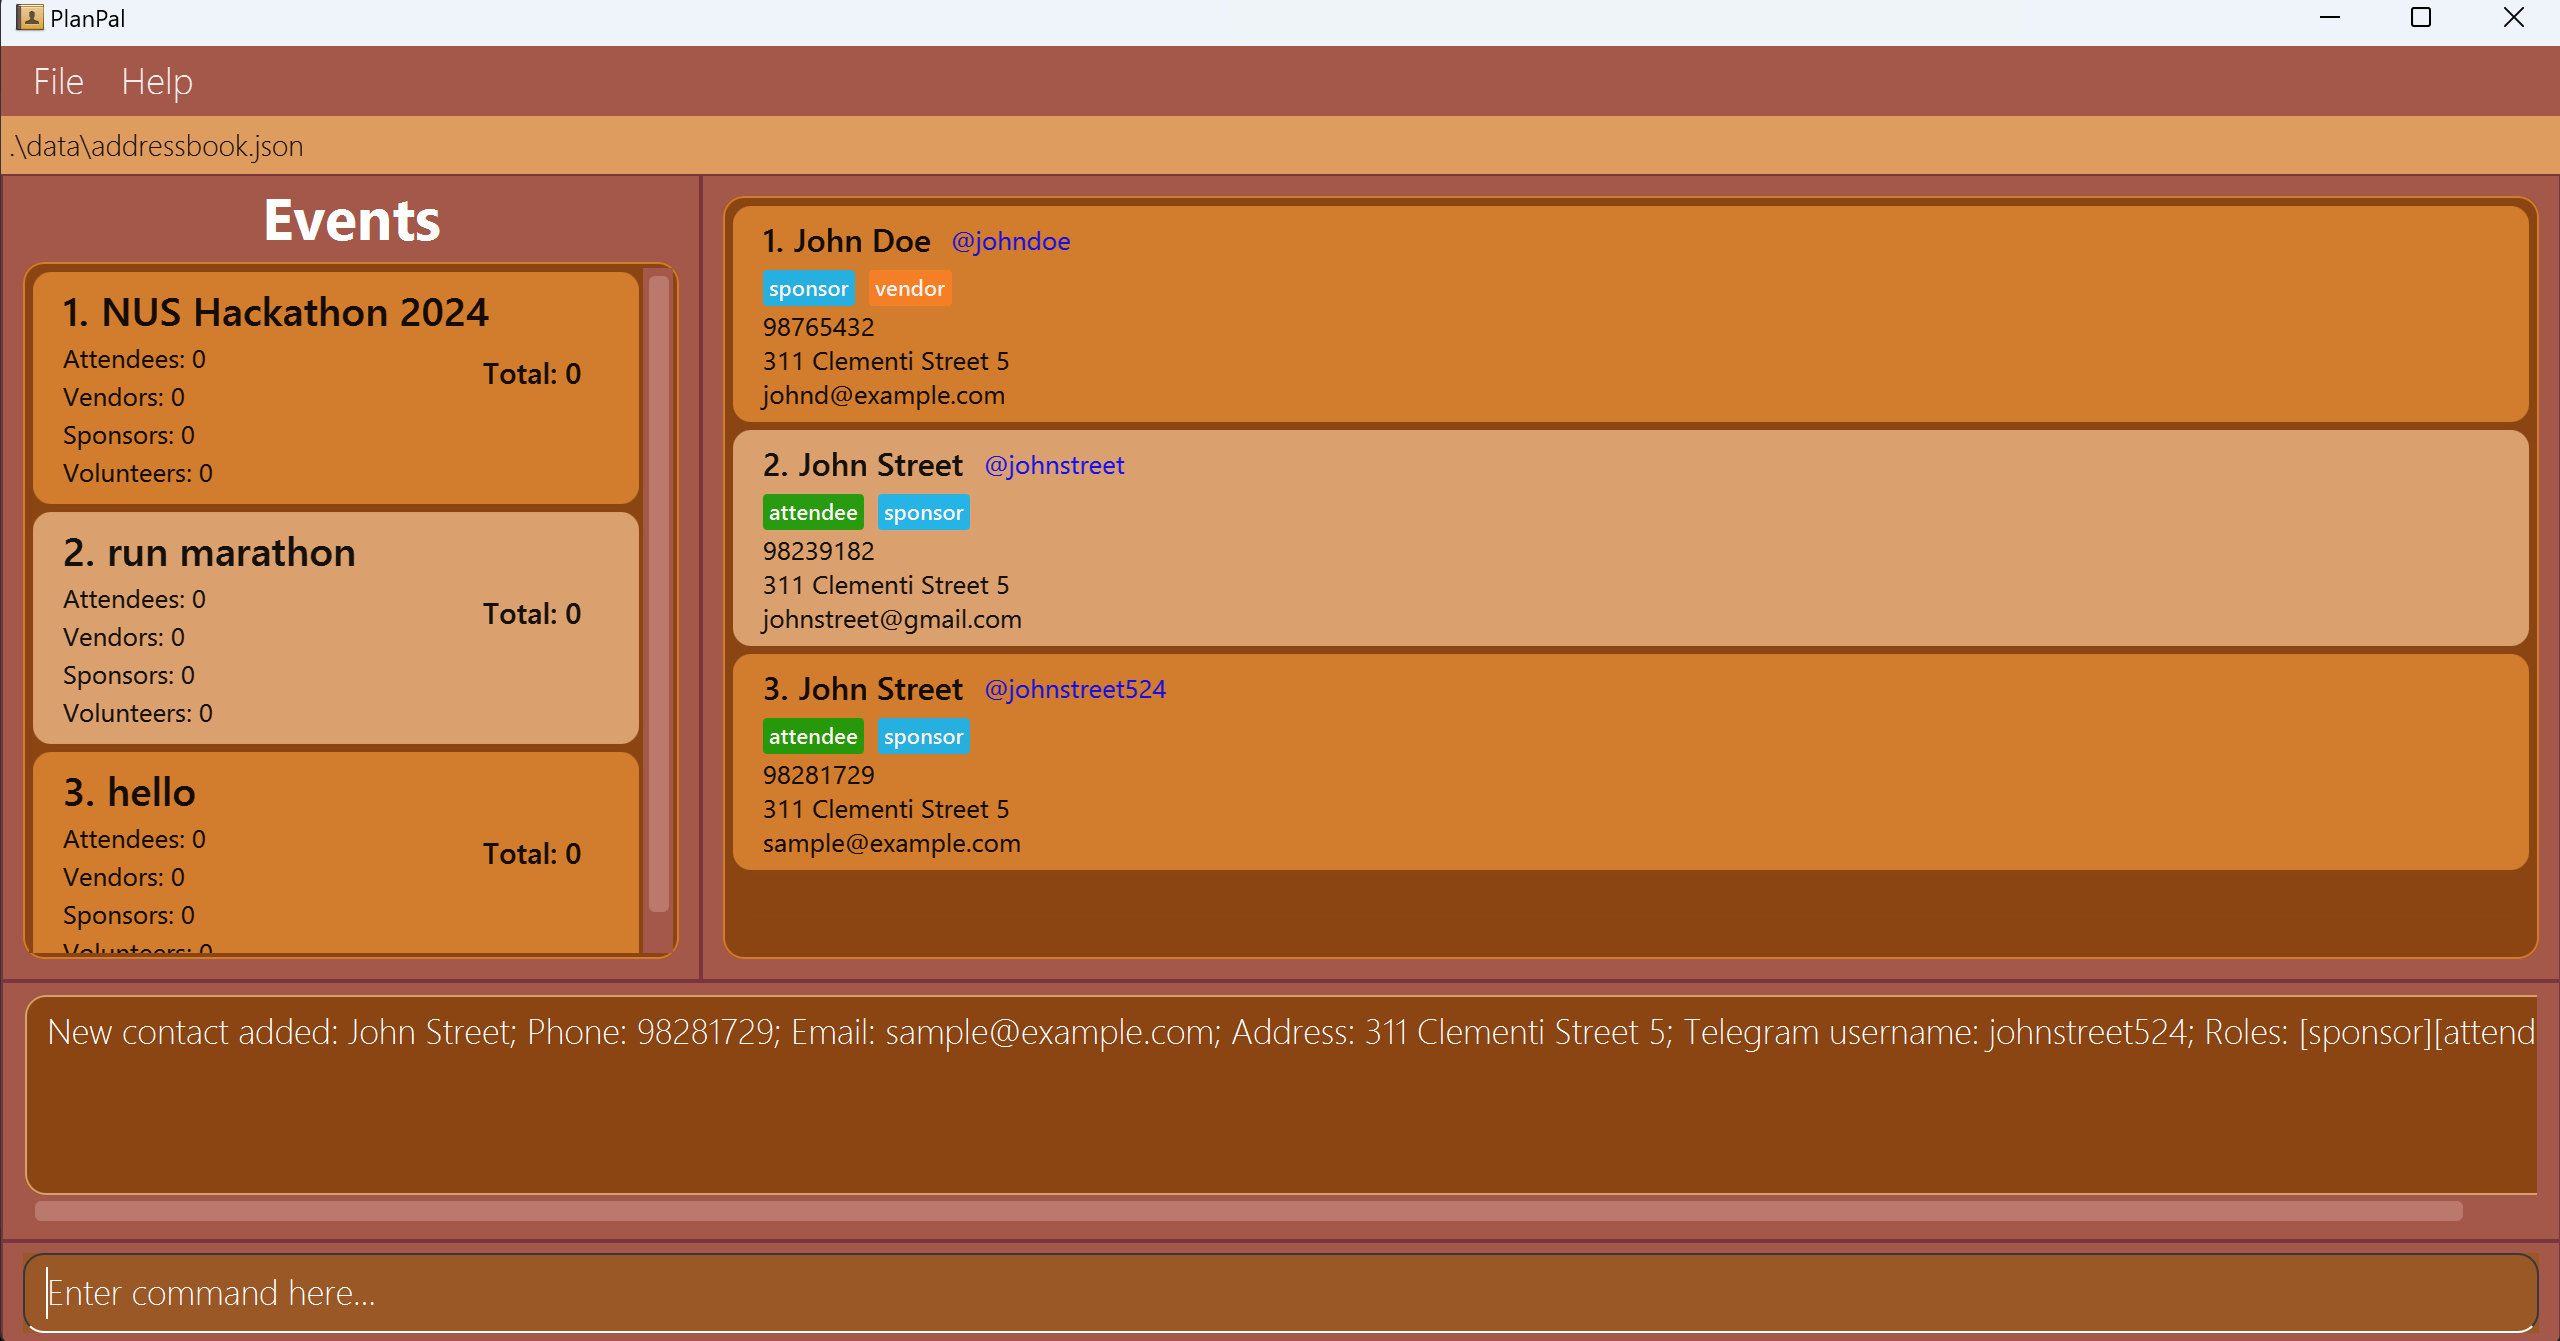 PlanPal
File Help
.\data\addressbook.json
Events
1. NUS Hackathon 2024
Attendees: 0
Total: 0
Vendors: 0
Sponsors: 0
Volunteers: 0
2. run marathon
Attendees: 0
Total: 0
Vendors: 0
Sponsors: 0
Volunteers: 0
3. hello
Attendees: 0
Total: 0
Vendors: 0
Sponsors: 0
Volunteers: 0
1. John Doe @johndoe
sponsor vendor
98765432
311 Clementi Street 5
johnd@example.com
2. John Street @johnstreet
attendee sponsor
98239182
311 Clementi Street 5
johnstreet@gmail.com
3. John Street @johnstreet524
attendee sponsor
98281729
311 Clementi Street 5
sample@example.com
New contact added: John Street; Phone: 98281729; Email: sample@example.com; Address: 311 Clementi Street 5; Telegram username: johnstreet524; Roles: [sponsor][attend
Enter command here...